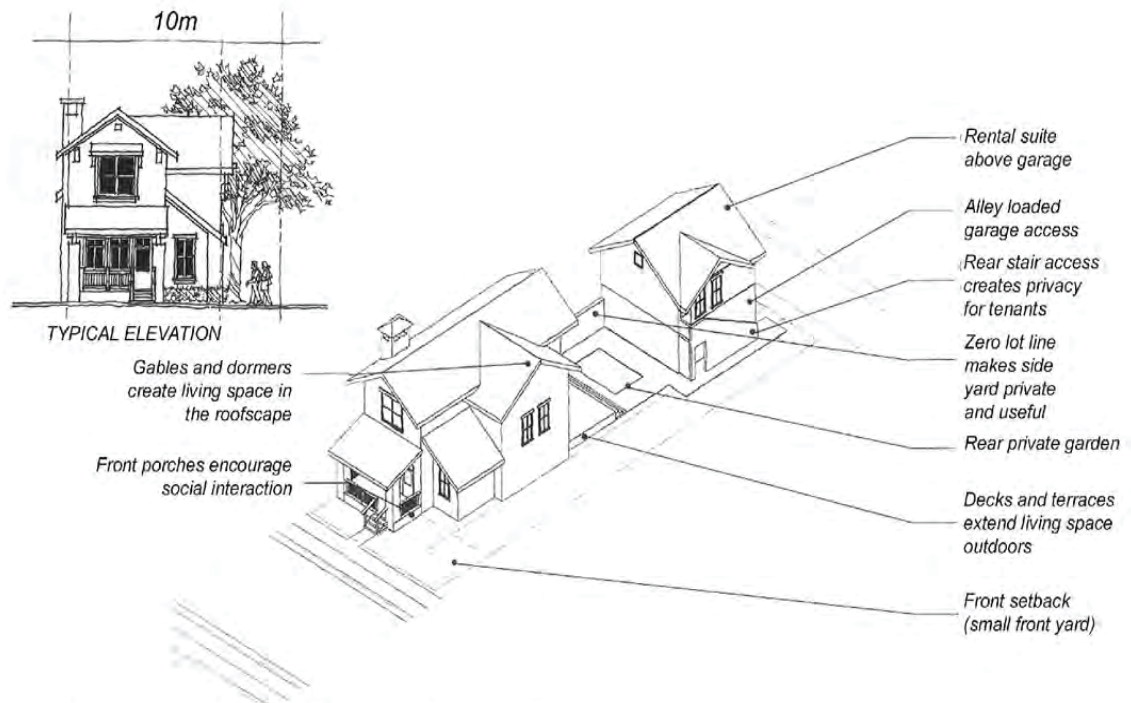 10m
TYPICAL ELEVATION
Gables and dormers
create living space in
the roofscape
Front porches encourage
social interaction
Rental suite
above garage
Alley loaded
garage access
Rear stair access
creates privacy
for tenants
Zero lot line
makes side
yard private
and useful
Rear private garden
Decks and terraces
extend living space
outdoors
Front setback
(small front yard)